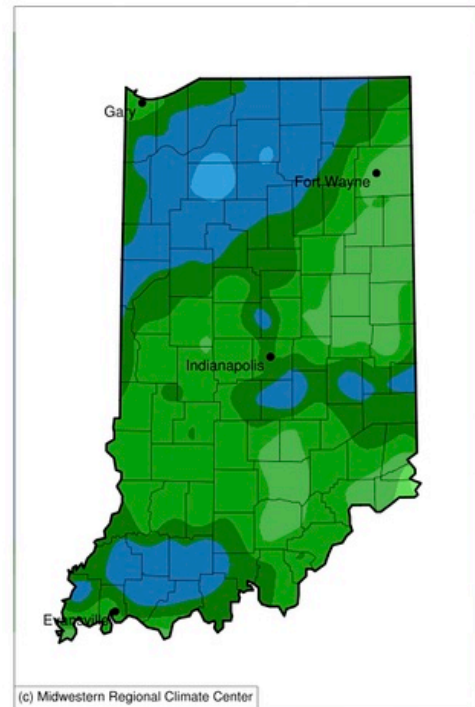 Gary
Fort Wayne
Indianapolis
Evansville
(c) Midwestern Regional Climate Center